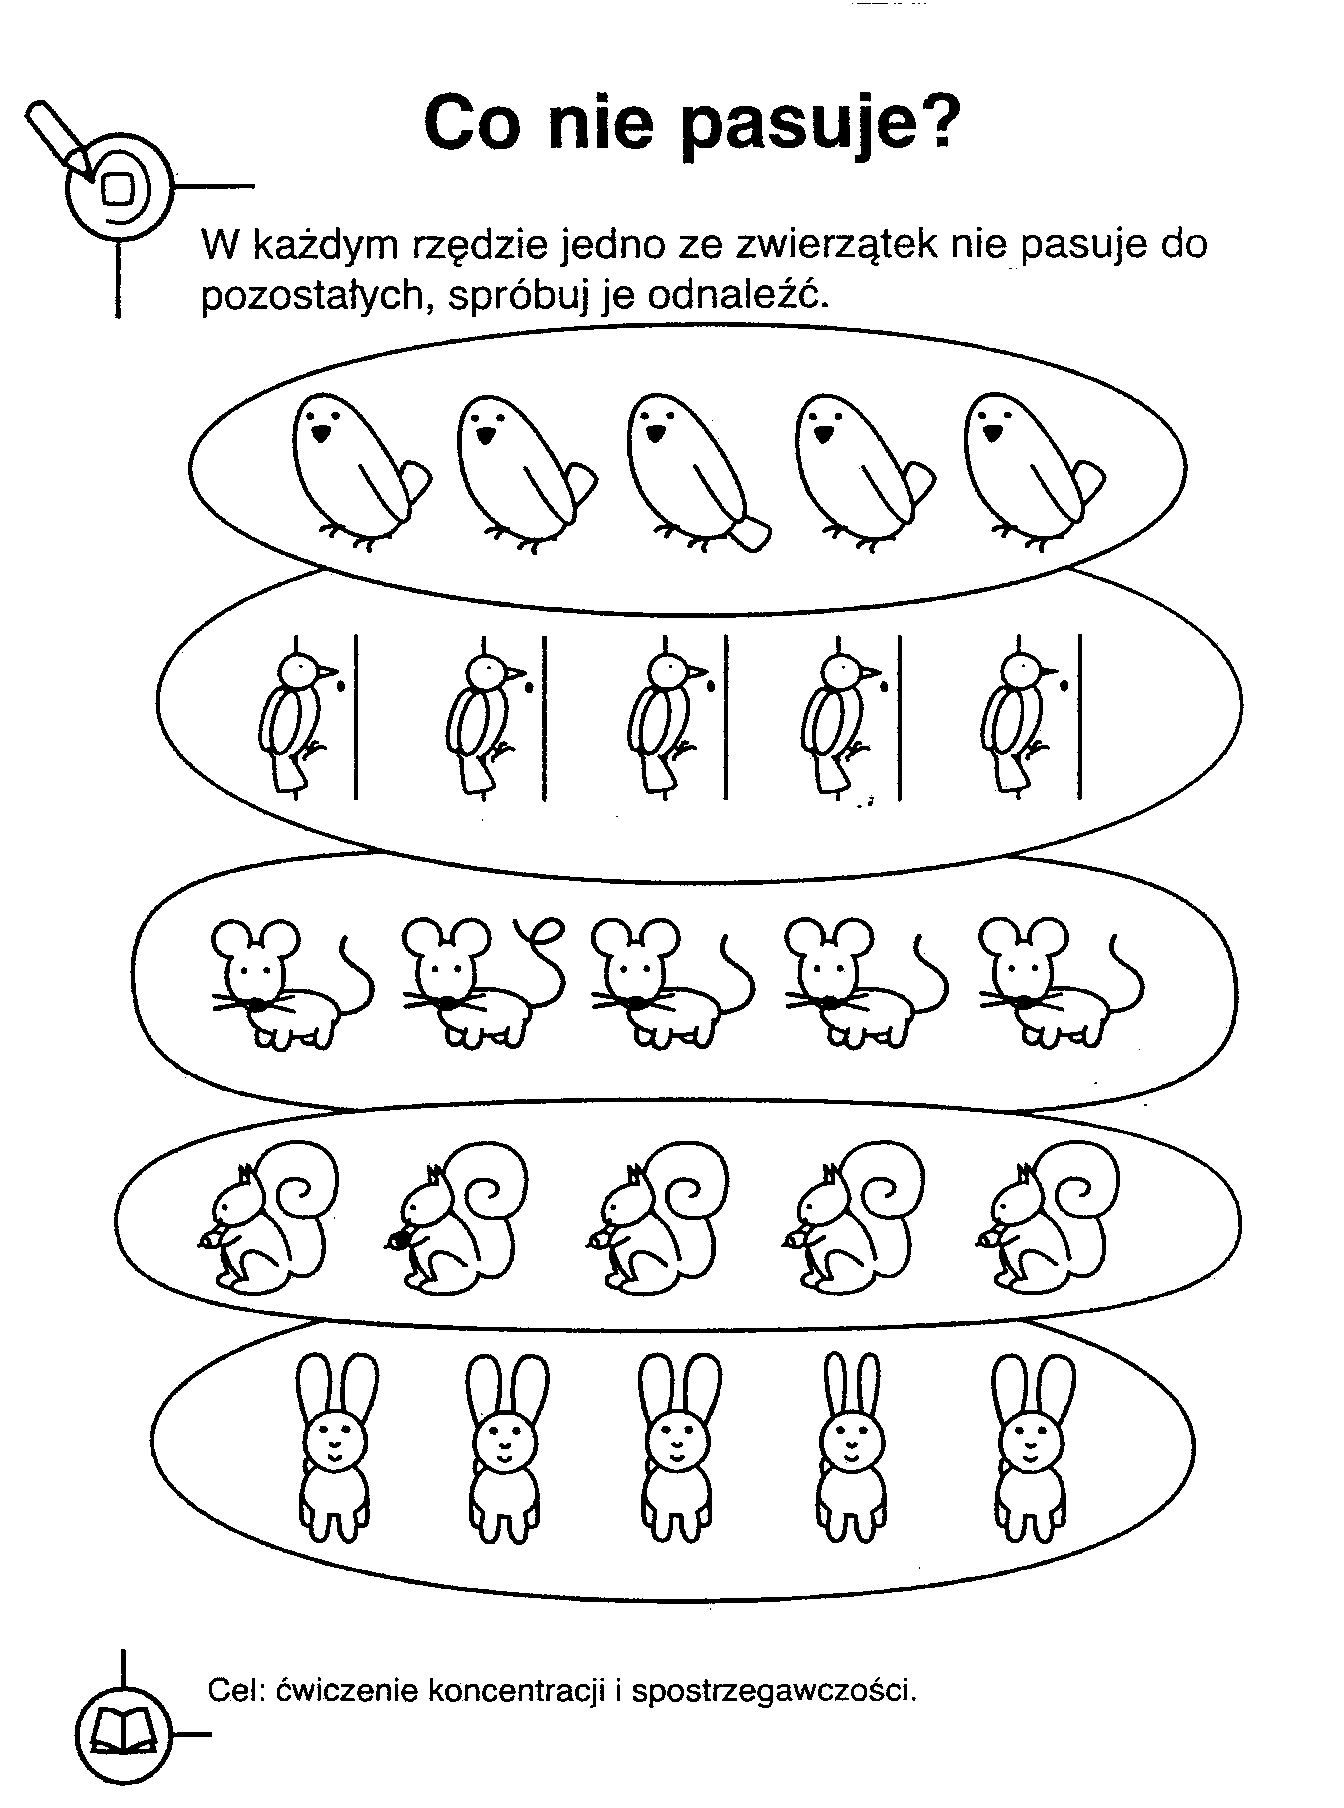 Co nie pasuje?
W każdym rzędzie jedno ze zwierzątek nie pasuje do
pozostałych, spróbuj je odnaleźć.
Cel: ćwiczenie koncentracji i spostrzegawczości.